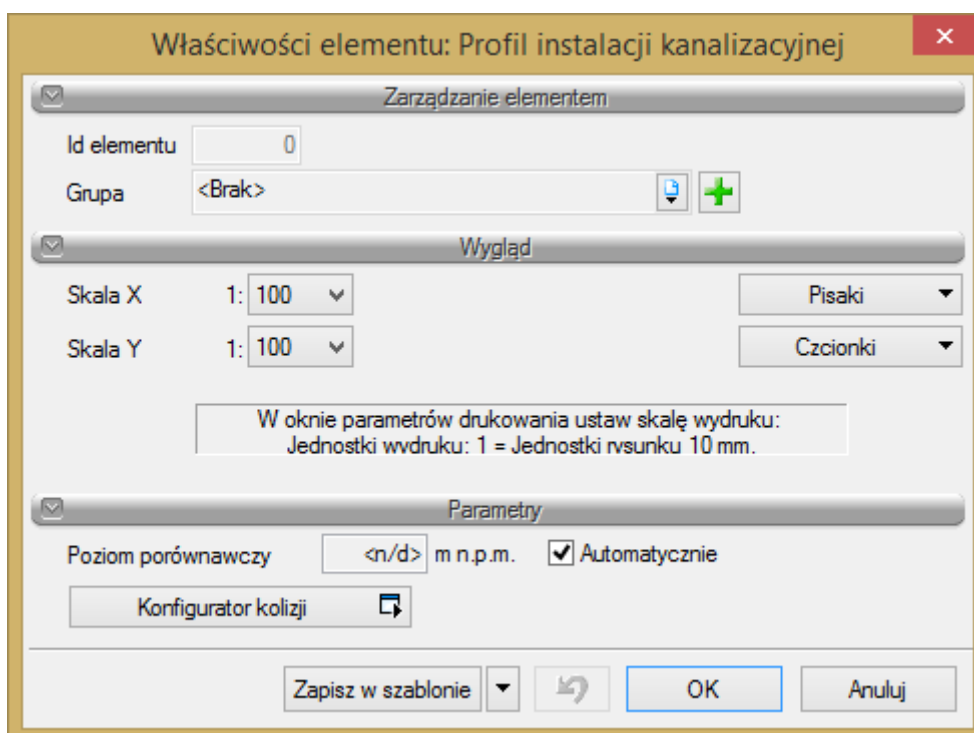 Właściwości elementu: Profil instalacji kanalizacyjnej
Zarządzanie elementem
Id elementu 0
Grupa <Brak>
Wygląd
Skala X 1: 100 Pisaki
Skala Y 1: 100 Czcionki
W oknie parametrów drukowania ustaw skalę wydruku:
Jednostki wydruku: 1 = Jednostki rysunku 10 mm.
Parametry
Poziom porównawczy <n/d> m n.p.m. Automatycznie
Konfigurator kolizji
Zapisz w szablonie OK Anuluj